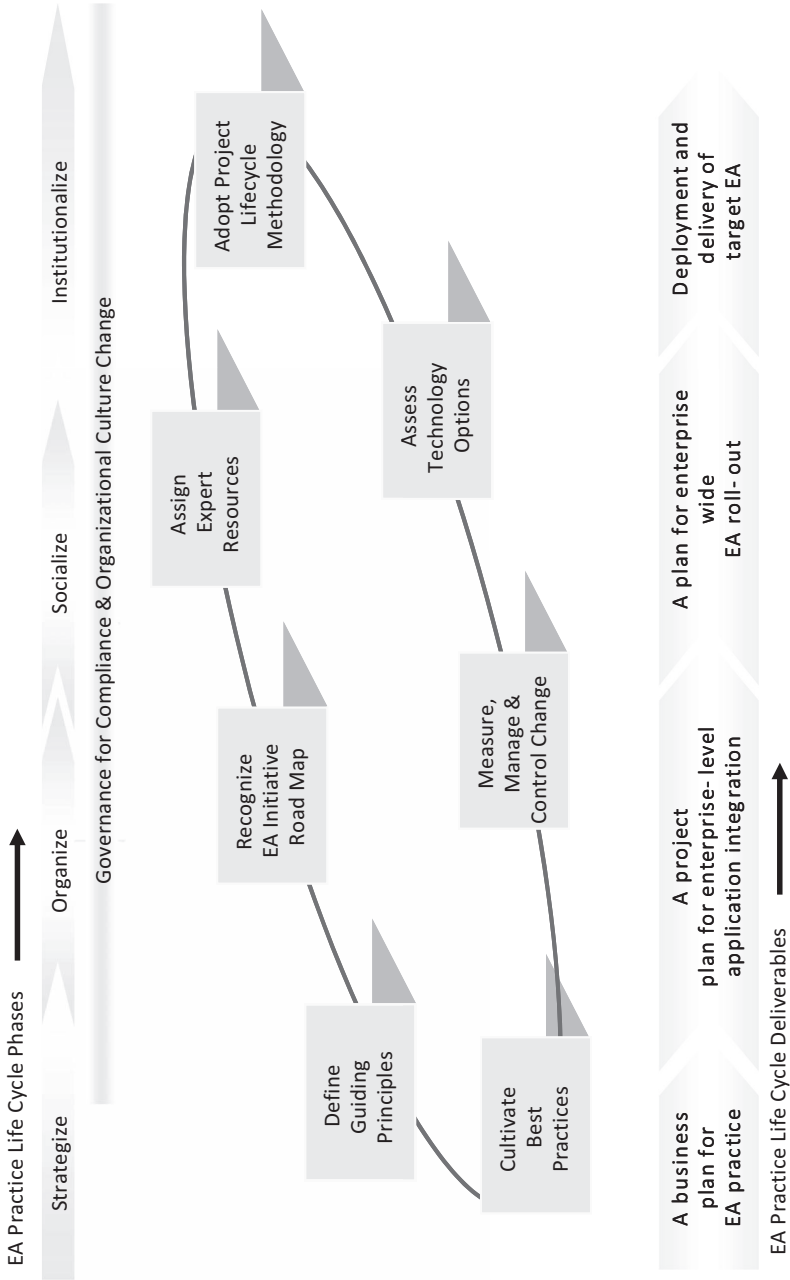 EA Practice Life Cycle Phases
Strategize
Organize
Socialize
Institutionalize
Governance for Compliance & Organizational Culture Change
Define
Guiding
Principles
Recognize
EA Initiative
Road Map
Assign
Expert
Resources
Adopt Project
Lifecycle
Methodology
Cultivate
Best
Practices
Measure,
Manage &
Control Change
Assess
Technology
Options
A business
plan for
EA practice
A project
plan for enterprise-level
application integration
A plan for enterprise
wide
EA roll-out
Deployment and
delivery of
target EA
EA Practice Life Cycle Deliverables